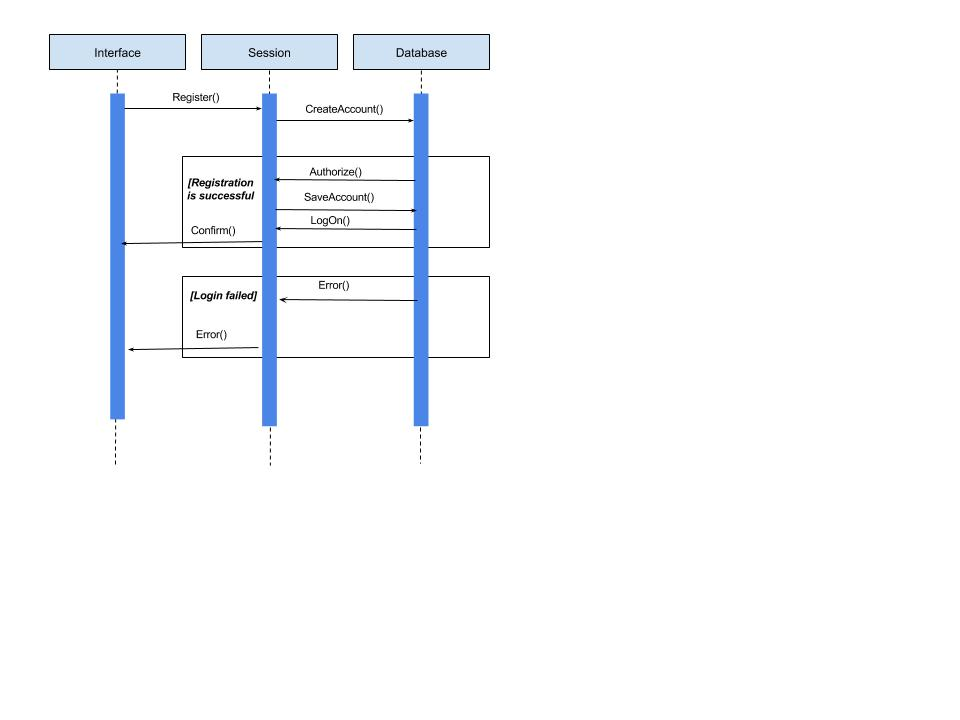 Interface
Session
Database
Register()
CreateAccount()
Authorize()
[Registration
is successful
SaveAccount()
LogOn()
Confirm()
Error()
[Login failed]
Error()